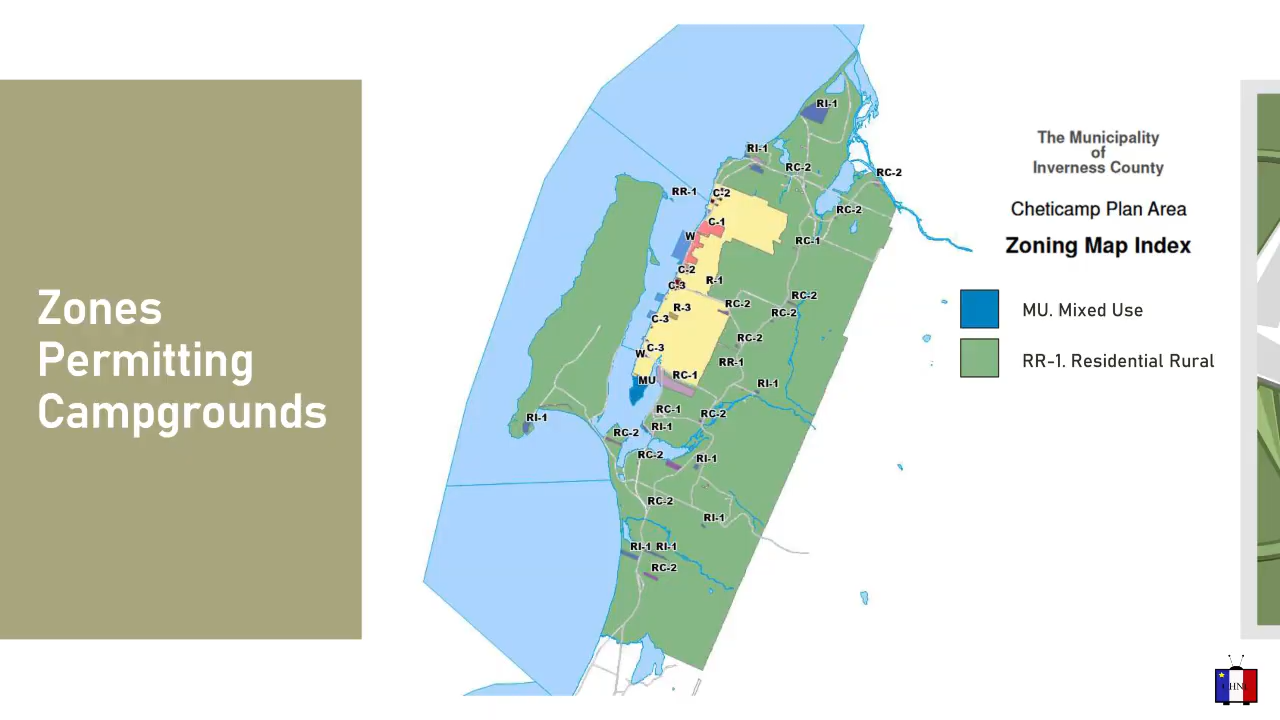 Zones
Permitting
Campgrounds
The Municipality
of
Inverness County
Cheticamp Plan Area
Zoning Map Index
MU. Mixed Use
RR-1. Residential Rural
RI-1
RI-1
RC-2
RC-2
RR-1
C-2
RC-2
C-1
W
RC-1
C-2
R-1
C-3
RC-2
RC-2
R-3
RC-2
C-3
RC-2
C-3
W
RR-1
RC-1
MU
RI-1
RC-1
RC-2
RI-1
RI-1
RC-2
RC-2
RI-1
RC-2
RI-1
RI-1 RI-1
RC-2